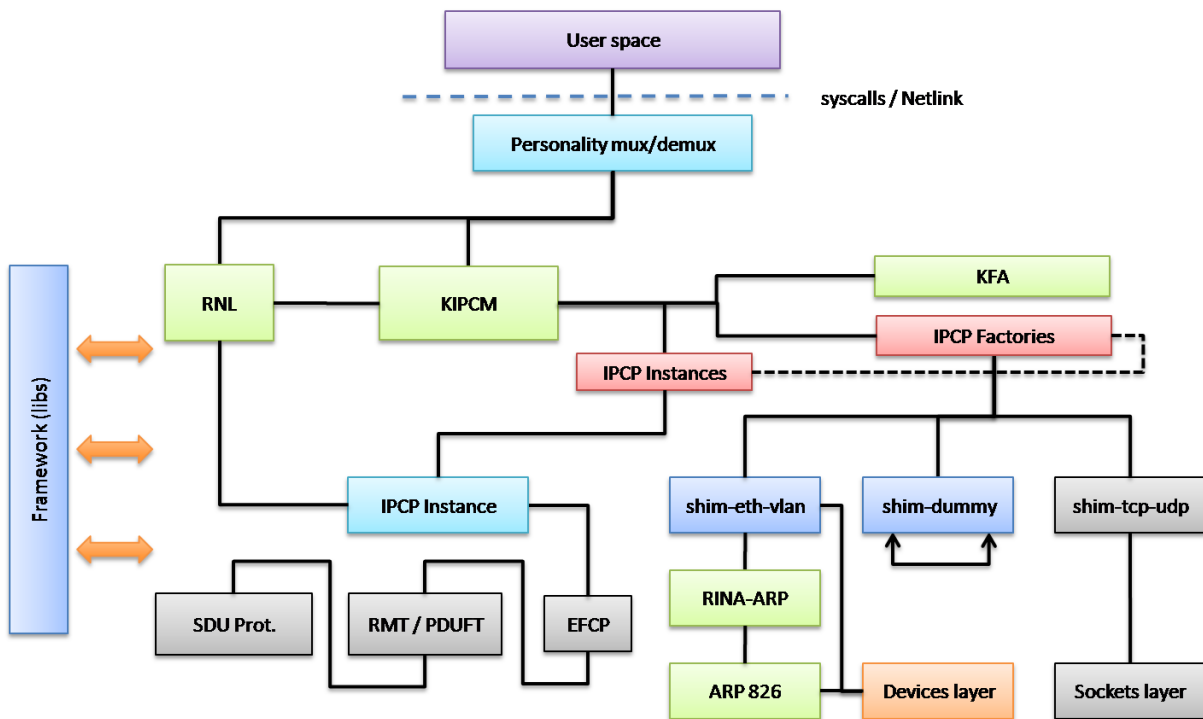 User space
syscalls / Netlink
Personality mux/demux
RNL
KIPCM
KFA
IPCP Factories
IPCP Instances
Framework (libs)
IPCP Instance
shim-eth-vlan
shim-dummy
shim-tcp-udp
SDU Prot.
RMT / PDUFT
EFCP
RINA-ARP
ARP 826
Devices layer
Sockets layer